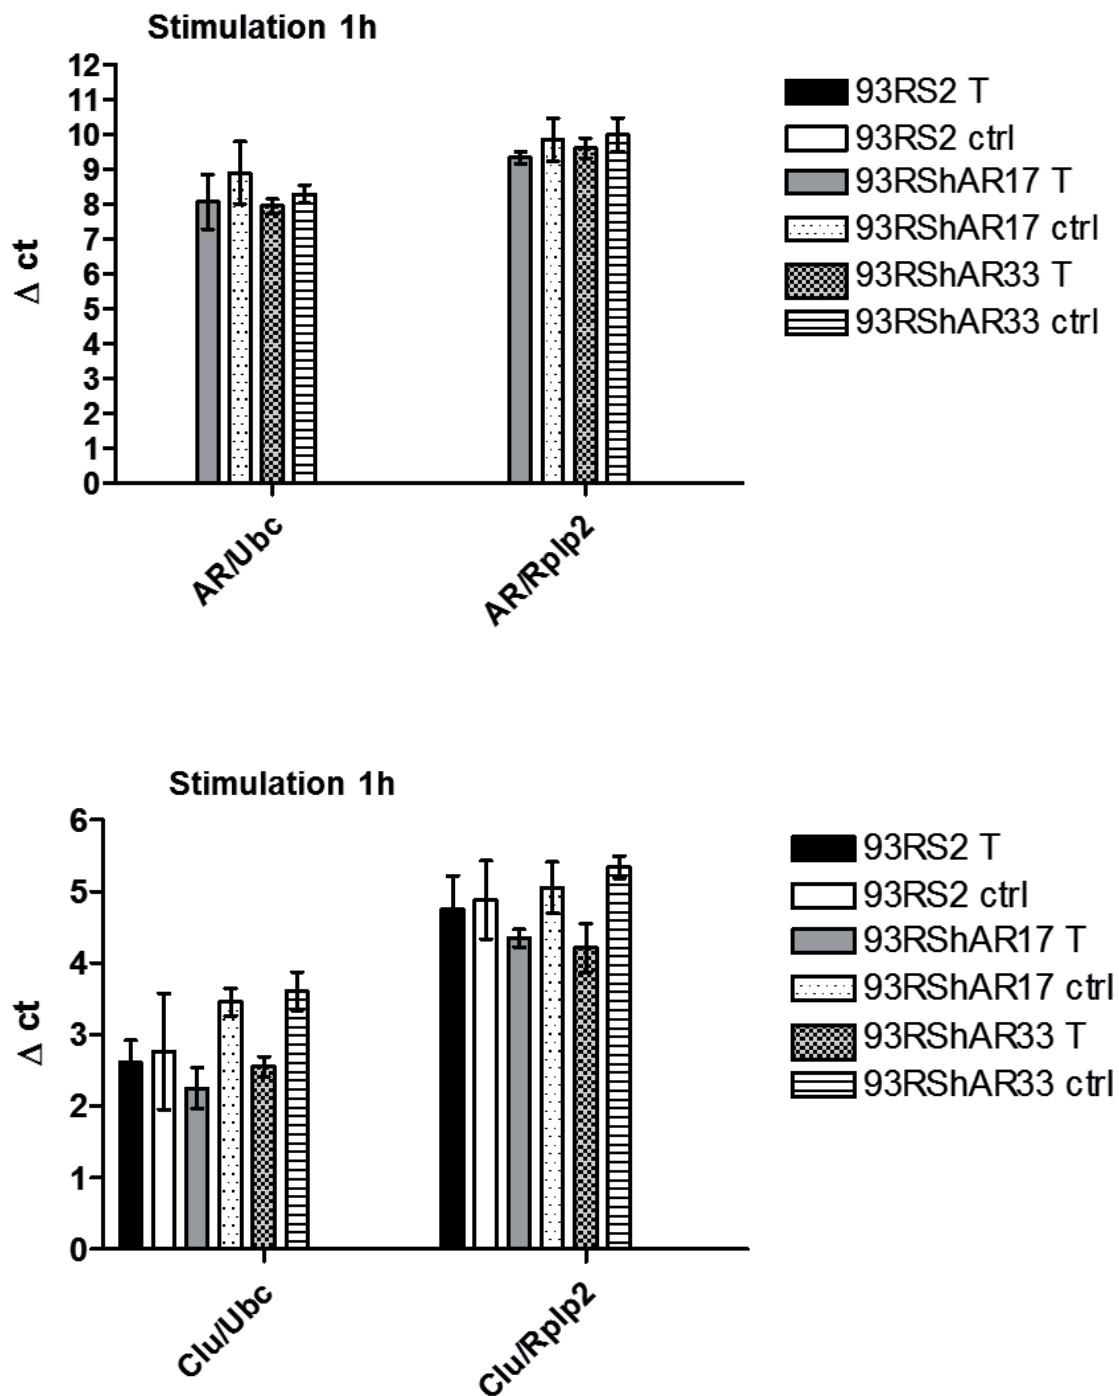 Stimulation 1h
12
11
10
9
8
7
6
5
4
3
2
1
0
Δ ct
AR/Ubc
AR/Rplp2
93RS2 T
93RS2 ctrl
93RShAR17 T
93RShAR17 ctrl
93RShAR33 T
93RShAR33 ctrl
Stimulation 1h
6
5
4
3
2
1
0
Δ ct
Clu/Ubc
Clu/Rplp2
93RS2 T
93RS2 ctrl
93RShAR17 T
93RShAR17 ctrl
93RShAR33 T
93RShAR33 ctrl